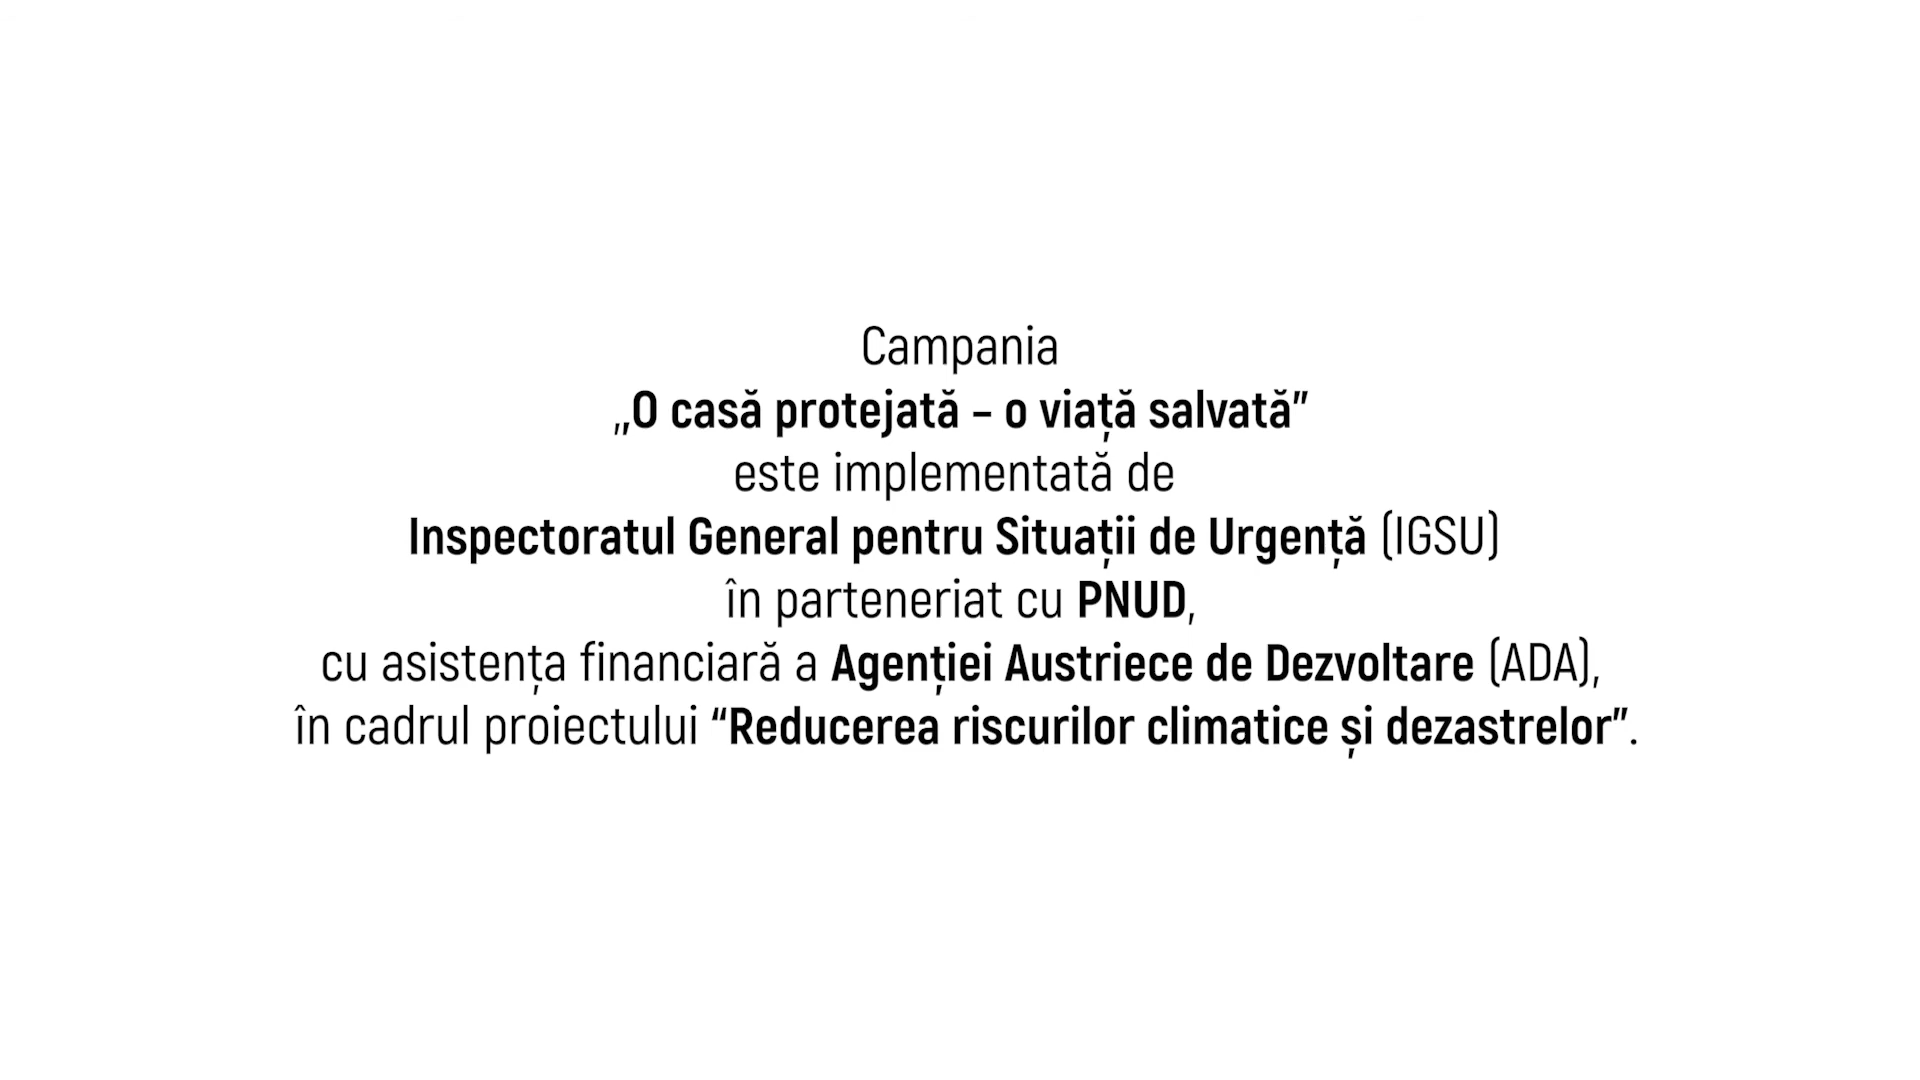 Campania
„O casă protejată – o viață salvată”
este implementată de
Inspectoratul General pentru Situații de Urgență (IGSU)
în parteneriat cu PNUD,
cu asistența financiară a Agenției Austriece de Dezvoltare (ADA),
în cadrul proiectului “Reducerea riscurilor climatice și dezastrelor”.